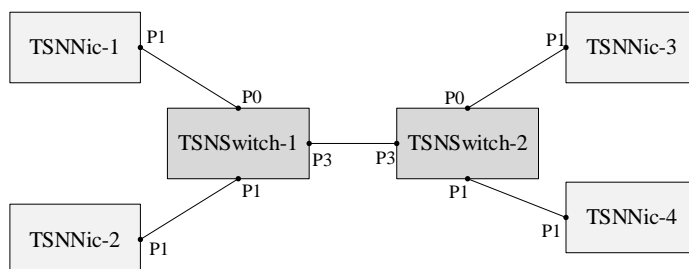 TSNNic-1
P1
P1
TSNNic-3
P0
P0
TSNSwitch-1
P3
P3
TSNSwitch-2
P1
P1
TSNNic-2
P1
P1
TSNNic-4